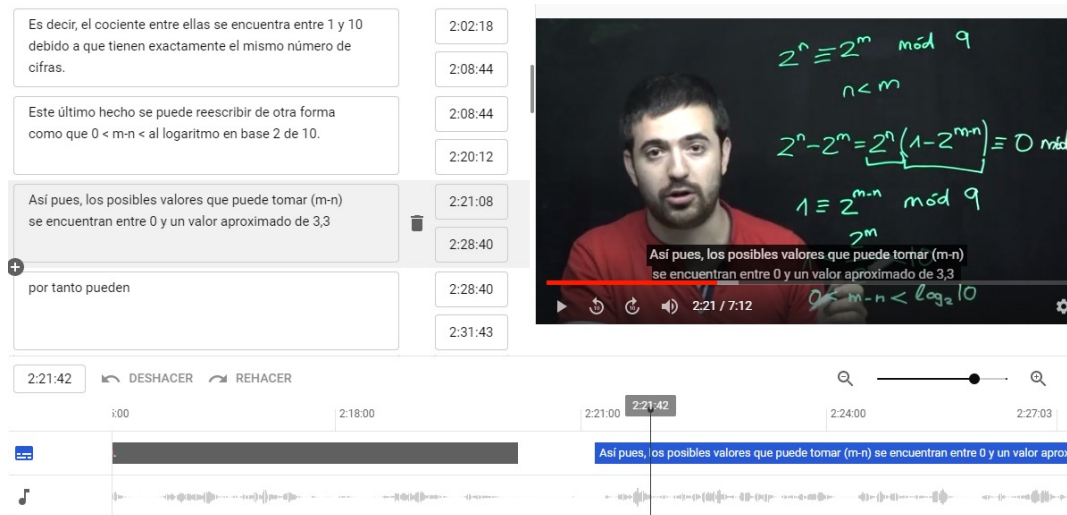 Es decir, el cociente entre ellas se encuentra entre 1 y 10
debido a que tienen exactamente el mismo número de
cifras.
2:02:18
2:08:44
Este último hecho se puede reescribir de otra forma
como que 0 < m-n < al logaritmo en base 2 de 10.
2:08:44
2:20:12
Así pues, los posibles valores que puede tomar (m-n)
se encuentran entre 0 y un valor aproximado de 3,3
2:21:08
2:28:40
por tanto pueden
2:28:40
2:31:43
2ⁿ ≡ 2ᵐ mód 9
n < m
2ⁿ - 2ᵐ = 2ⁿ(1 - 2ᵐ⁻ⁿ) ≡ 0 mód
1 ≡ 2ᵐ⁻ⁿ mód 9
2ᵐ
Así pues, los posibles valores que puede tomar (m-n)
se encuentran entre 0 y un valor aproximado de 3,3
0 < m-n < log₂10
2:21 / 7:12
2:21:42 DESHACER REHACER
2:18:00 2:21:00 2:21:42 2:24:00 2:27:03
Así pues, los posibles valores que puede tomar (m-n) se encuentran entre 0 y un valor